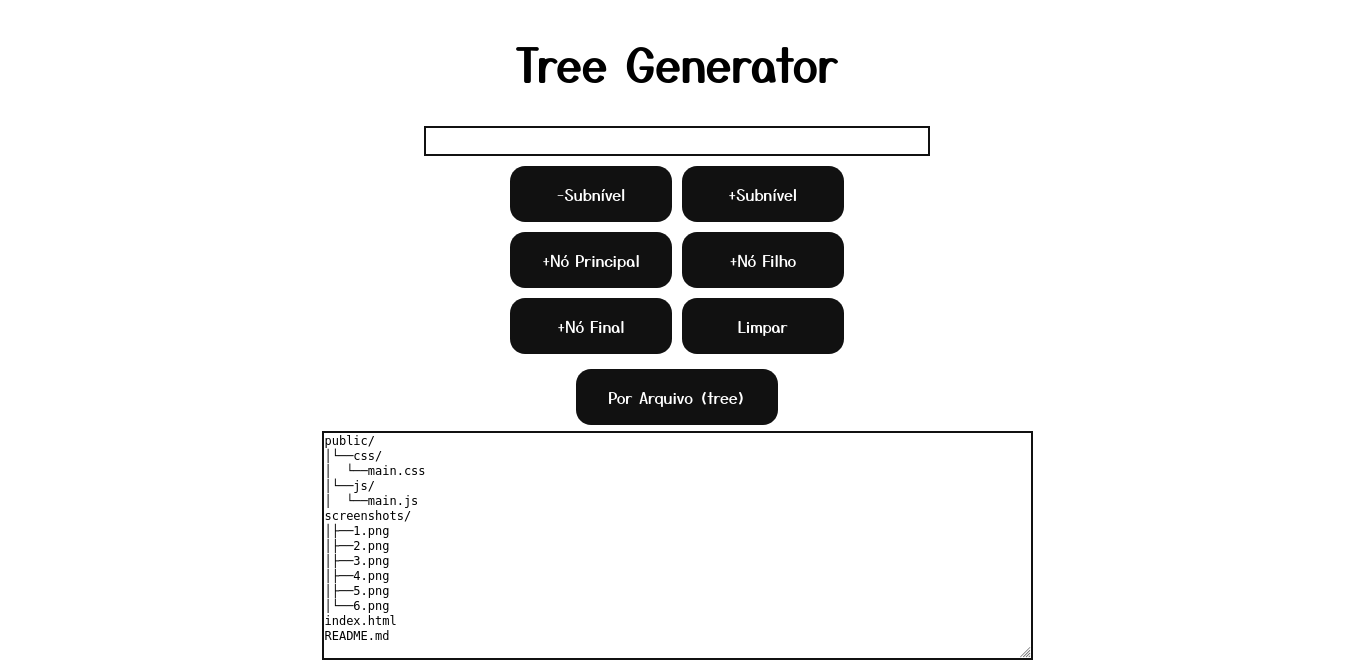 Tree Generator
-Subnível
+Subnível
+Nó Principal
+Nó Filho
+Nó Final
Limpar
Por Arquivo (tree)
public/
│└──css/
│  └──main.css
│└──js/
│  └──main.js
screenshots/
│├──1.png
│├──2.png
│├──3.png
│├──4.png
│├──5.png
│└──6.png
index.html
README.md